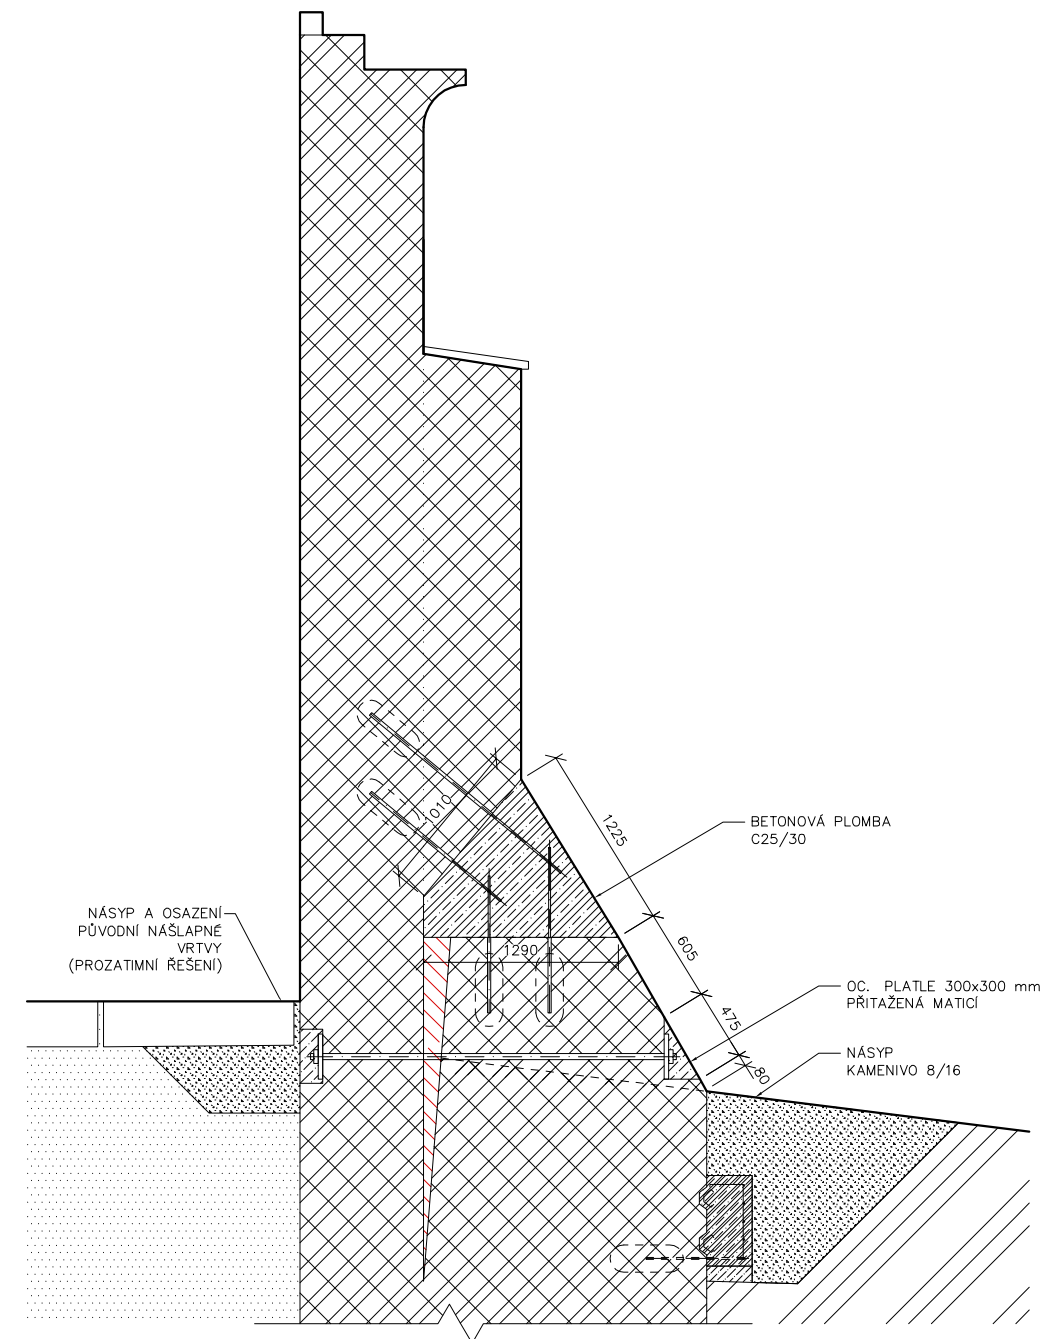 1010
1225
BETONOVÁ PLOMBA
C25/30
NÁSYP A OSAZENÍ
PŮVODNÍ NÁŠLAPNÉ
VRTVY
(PROZATIMNÍ ŘEŠENÍ)
1290
605
OC. PLATLE 300x300 mm
PŘITAŽENÁ MATICÍ
475
NÁSYP
KAMENIVO 8/16
80